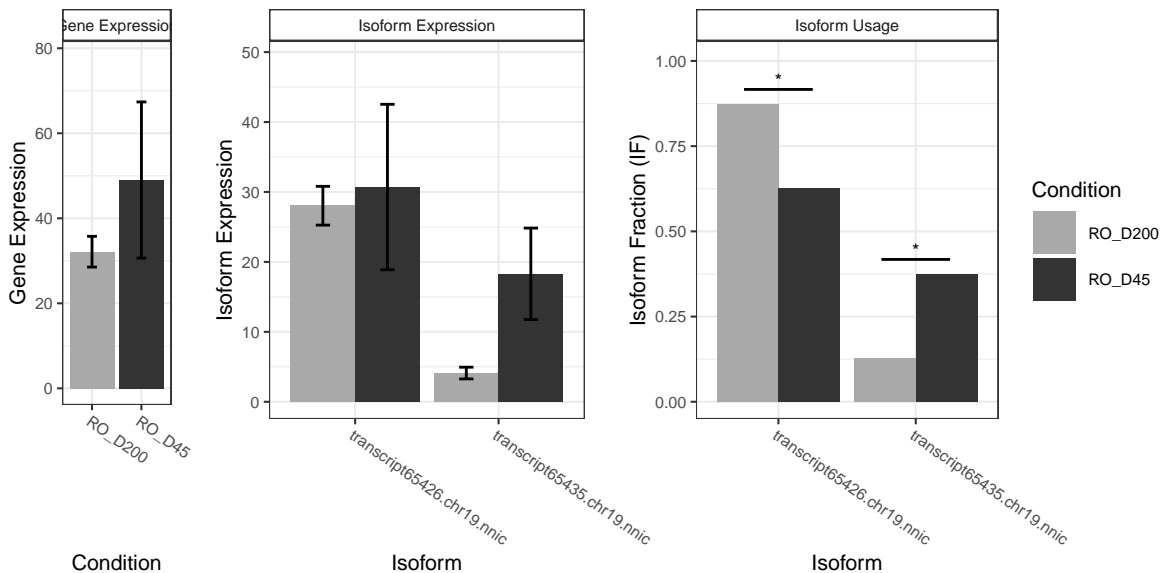 Gene Expression
Isoform Expression
Isoform Usage
Gene Expression
80
60
40
20
0
RO_D200
RO_D45
Condition
Isoform Expression
50
40
30
20
10
0
transcript65426.chr19.nnic
transcript65435.chr19.nnic
Isoform
Isoform Fraction (IF)
1.00
0.75
0.50
0.25
0.00
*
*
transcript65426.chr19.nnic
transcript65435.chr19.nnic
Isoform
Condition
RO_D200
RO_D45